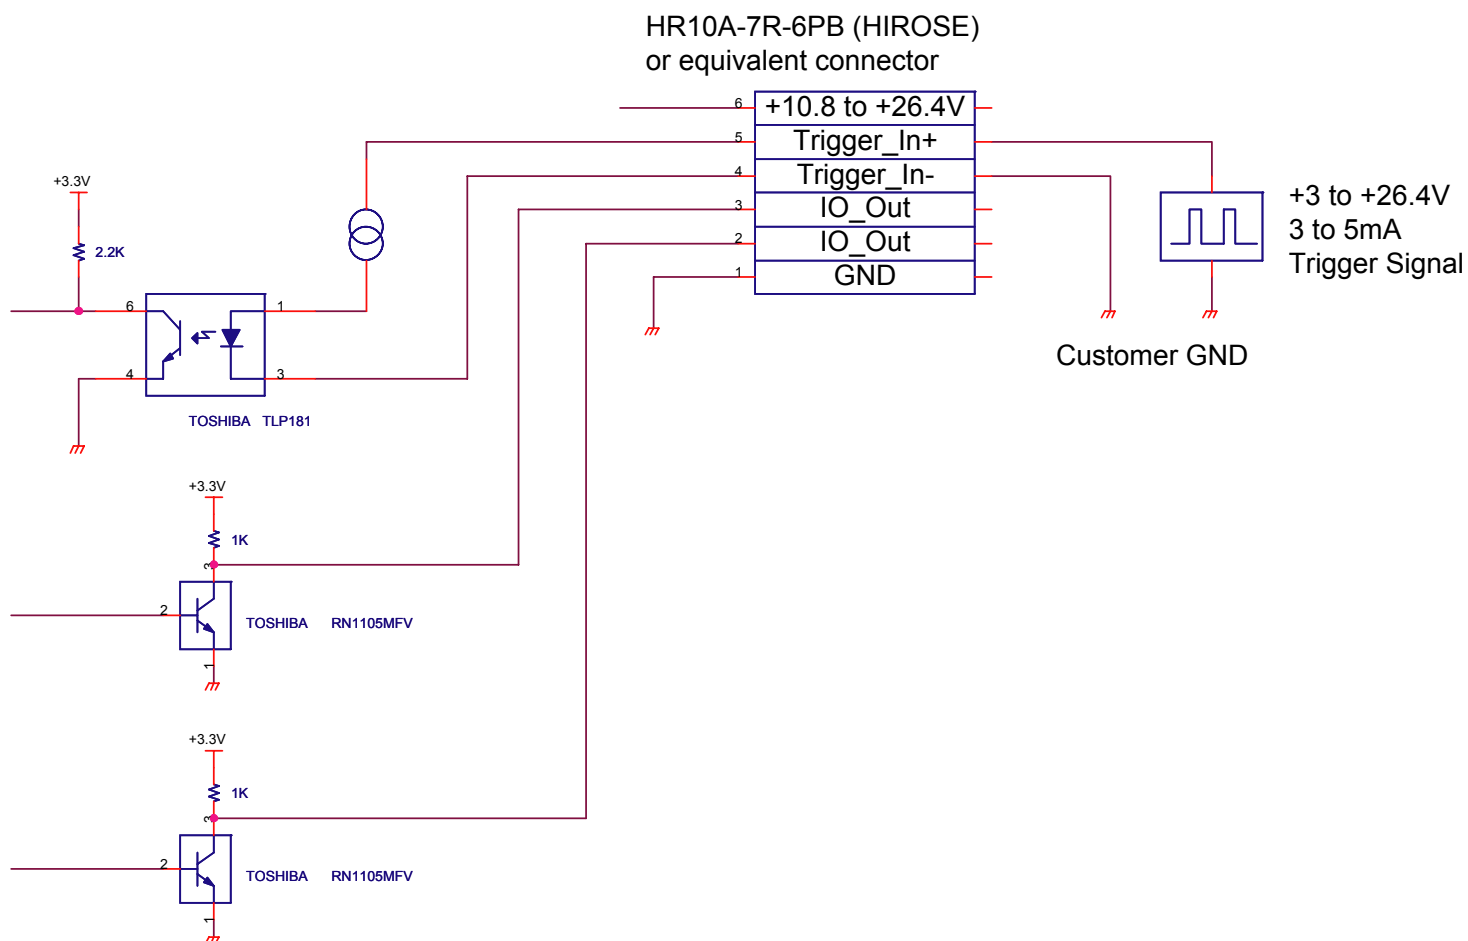 HR10A-7R-6PB (HIROSE)
or equivalent connector
6 +10.8 to +26.4V
5 Trigger_In+
4 Trigger_In-
3 IO_Out
2 IO_Out
1 GND
+3 to +26.4V
3 to 5mA
Trigger Signal
Customer GND
+3.3V
2.2K
6 1
4 3
TOSHIBA TLP181
+3.3V
1K
3
2
TOSHIBA RN1105MFV
1
+3.3V
1K
3
2
TOSHIBA RN1105MFV
1